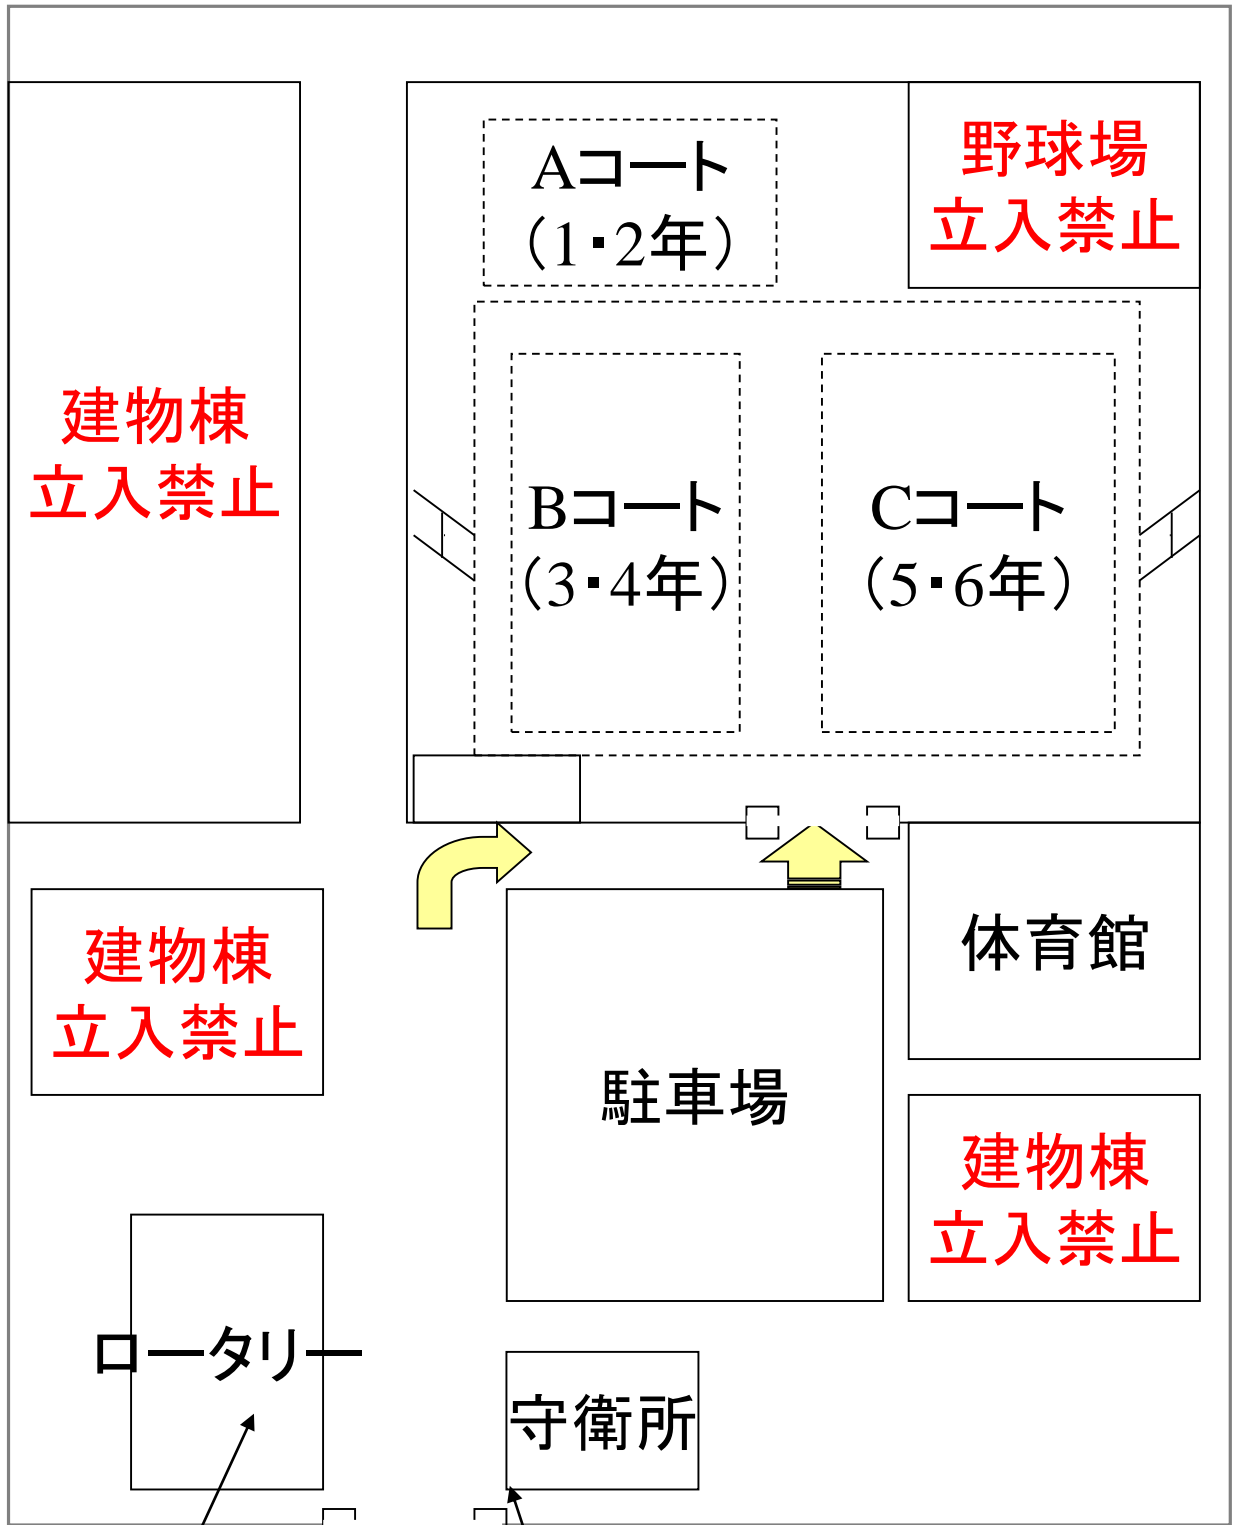 Aコート
（1・2年）
野球場
立入禁止
建物棟
立入禁止
Bコート
（3・4年）
Cコート
（5・6年）
建物棟
立入禁止
体育館
駐車場
建物棟
立入禁止
ロータリー
守衛所